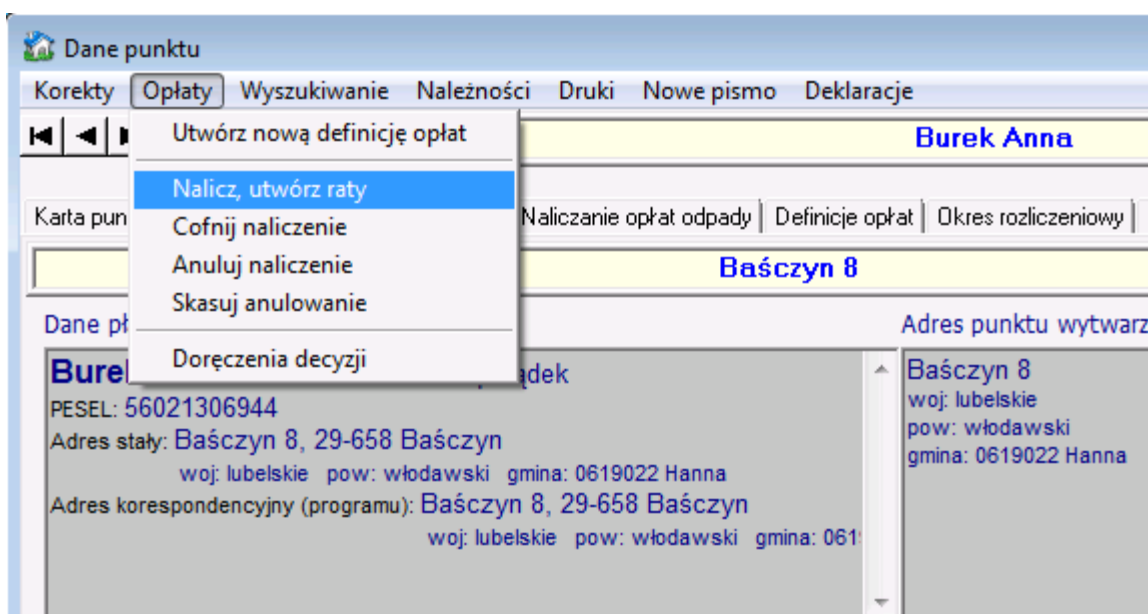 Dane punktu
Korekty Opłaty Wyszukiwanie Należności Druki Nowe pismo Deklaracje
Utwórz nową definicję opłat
Burek Anna
Nalicz, utwórz raty
Karta Naliczanie opłat odpady Definicje opłat Okres rozliczeniowy
Cofnij naliczenie
Anuluj naliczenie
Baśczyn 8
Skasuj anulowanie
Dane Adres punktu
Doręczenia decyzji
PESEL: 56021306944
Adres stały: Baśczyn 8, 29-658 Baśczyn
woj: lubelskie pow: włodawski gmina: 0619022 Hanna
Adres korespondencyjny (programu): Baśczyn 8, 29-658 Baśczyn
woj: lubelskie pow: włodawski gmina:
Baśczyn 8
woj: lubelskie
pow: włodawski
gmina: 0619022 Hanna